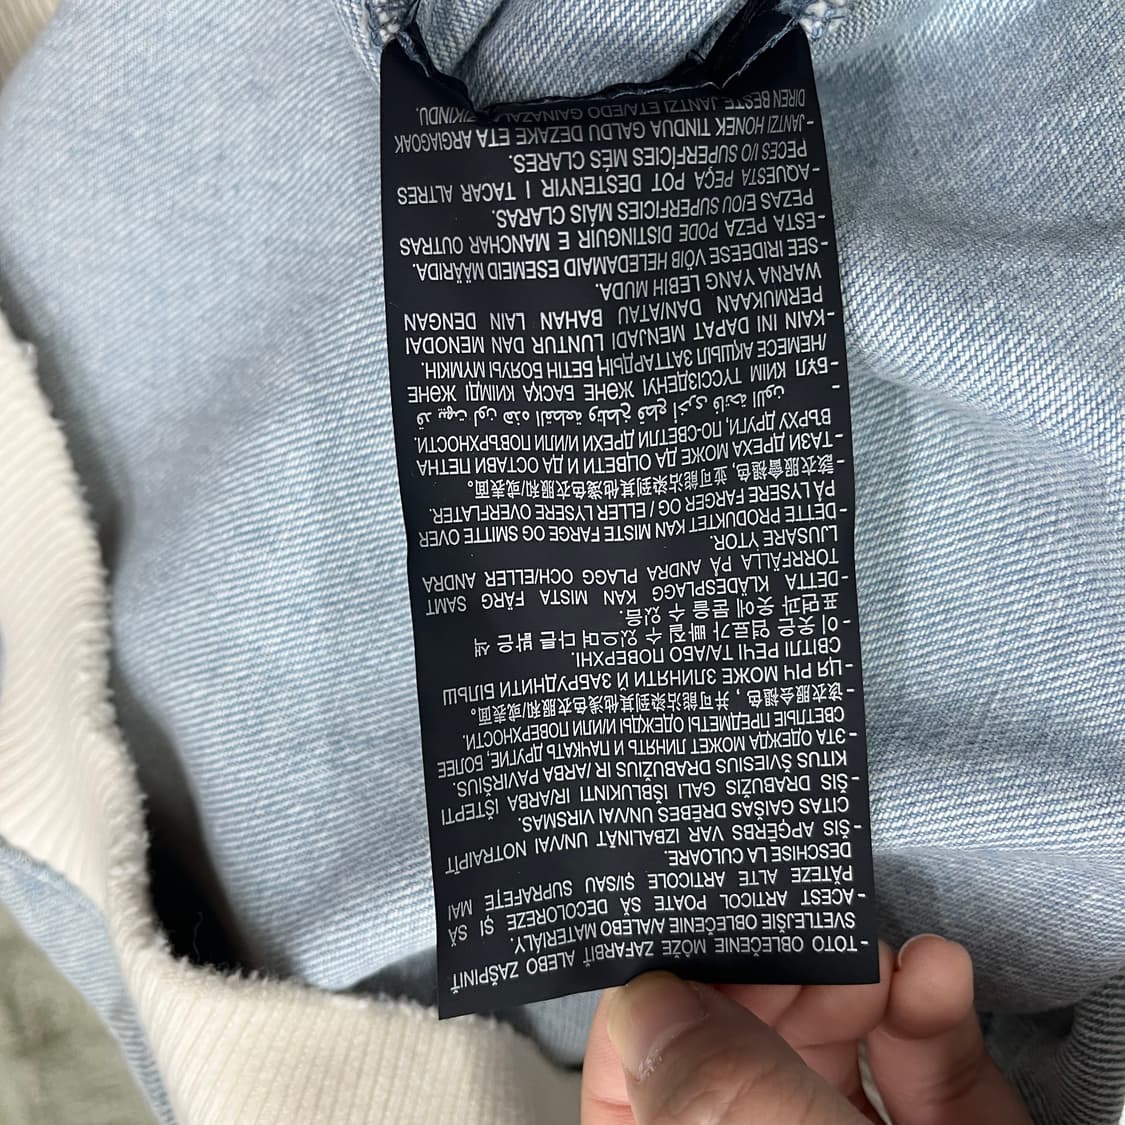 - TOTO OBLEČENIE MÔŽE ZAFARBIŤ ALEBO ZAŠPINIŤ
SVETLEJŠIE OBLEČENIE A/ALEBO MATERIÁLY.
-ACEST ARTICOL POATE SĂ DECOLOREZE ȘI SĂ
PĂTEZE ALTE ARTICOLE ȘI/SAU SUPRAFEȚE MAI
DESCHISE LA CULOARE.
- ŠIS APĢĒRBS VAR IZBALINĀT UN/VAI NOTRAIPĪT
CITAS GAIŠAS DRĒBES UN/VAI VIRSMAS.
- ŠIS DRABUŽIS GALI IŠBLUKINTI IR/ARBA IŠTEPTI
KITUS ŠVIESIUS DRABUŽIUS IR /ARBA PAVIRŠIUS.
- ЭТА ОДЕЖДА МОЖЕТ ЛИНЯТЬ И ПАЧКАТЬ ДРУГИЕ, БОЛЕЕ
СВЕТЛЫЕ ПРЕДМЕТЫ ОДЕЖДЫ И/ИЛИ ПОВЕРХНОСТИ.
- 该衣服会褪色，并可能沾染到其他浅色衣服和/或表面。
- ЦЯ РІЧ МОЖЕ ЗЛИНЯТИ Й ЗАБРУДНИТИ БІЛЬШ
СВІТЛІ РЕЧІ ТА/АБО ПОВЕРХНІ.
- 이 옷은 염료가 빠질 수 있으며 다른 밝은 색
표면과 옷에 물들을 수 있음.
-DETTA KLÄDESPLAGG KAN MISTA FÄRG SAMT
TORRFÄLLA PÅ ANDRA PLAGG OCH/ELLER ANDRA
LJUSARE YTOR.
-DETTE PRODUKTET KAN MISTE FARGE OG SMITTE OVER
PÅ LYSERE FARGER OG / ELLER LYSERE OVERFLATER.
- 該衣服會褪色, 並可能沾染到其他淺色衣服和/或表面。
-ТАЗИ ДРЕХА МОЖЕ ДА ОЦВЕТИ И ДА ОСТАВИ ПЕТНА
ВЪРХУ ДРУГИ, ПО-СВЕТЛИ ДРЕХИ И/ИЛИ ПОВЪРХНОСТИ.
-БҰЛ КИІМ ТҮССІЗДЕНУІ ЖӘНЕ БАСҚА КИІМДІ ЖӘНЕ
/НЕМЕСЕ АҚШЫЛ ЗАТТАРДЫҢ БЕТІН БОЯУЫ МҮМКІН.
-KAIN INI DAPAT MENJADI LUNTUR DAN MENODAI
PERMUKAAN DAN/ATAU BAHAN LAIN DENGAN
WARNA YANG LEBIH MUDA.
-SEE RIIDEESE VÕIB HELEDAMAID ESEMEID MÄÄRIDA.
-ESTA PEZA PODE DISTINGUIR E MANCHAR OUTRAS
PEZAS E/OU SUPERFICIES MÁIS CLARAS.
-AQUESTA PEÇA POT DESTENYIR I TACAR ALTRES
PECES I/O SUPERFÍCIES MÉS CLARES.
-JANTZI HONEK TINDUA GALDU DEZAKE ETA ARGIAGOAK
DIREN BESTE JANTZI ETA/EDO GAINAZAL